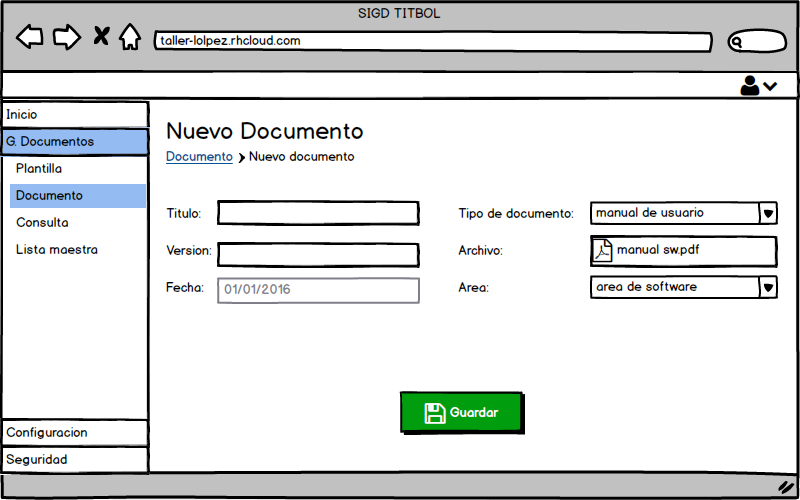 SIGD TITBOL
taller-lolpez.rhcloud.com
Inicio
G. Documentos
Plantilla
Documento
Consulta
Lista maestra
Configuracion
Seguridad
Nuevo Documento
Documento > Nuevo documento
Titulo:
Version:
Fecha: 01/01/2016
Tipo de documento: manual de usuario
Archivo: manual sw.pdf
Area: area de software
Guardar